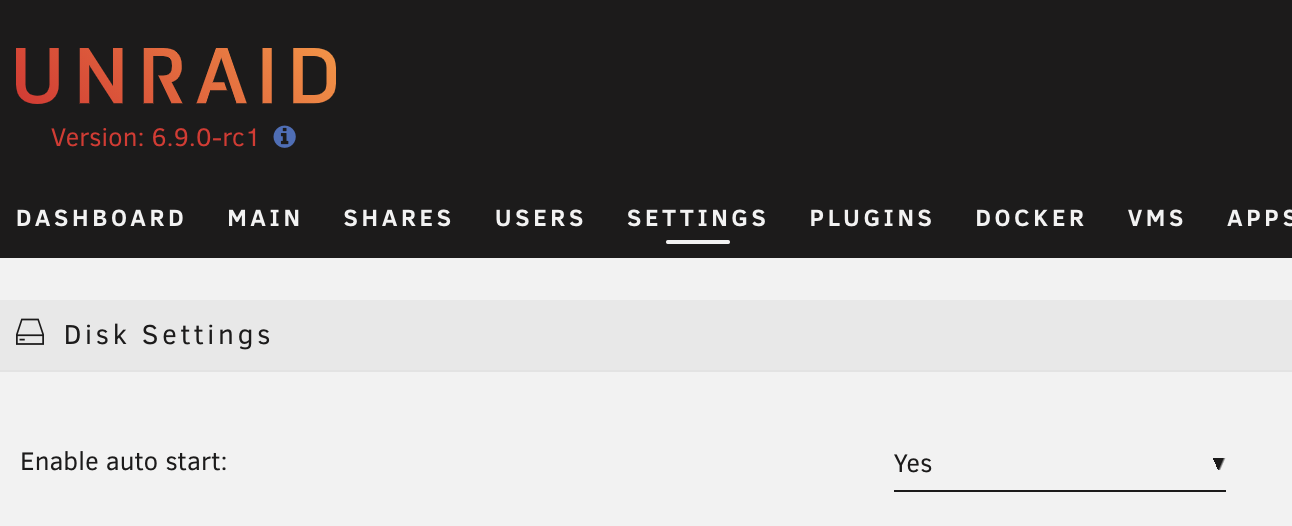 UNRAID
Version: 6.9.0-rc1
DASHBOARD MAIN SHARES USERS SETTINGS PLUGINS DOCKER VMS APPS
Disk Settings
Enable auto start: Yes